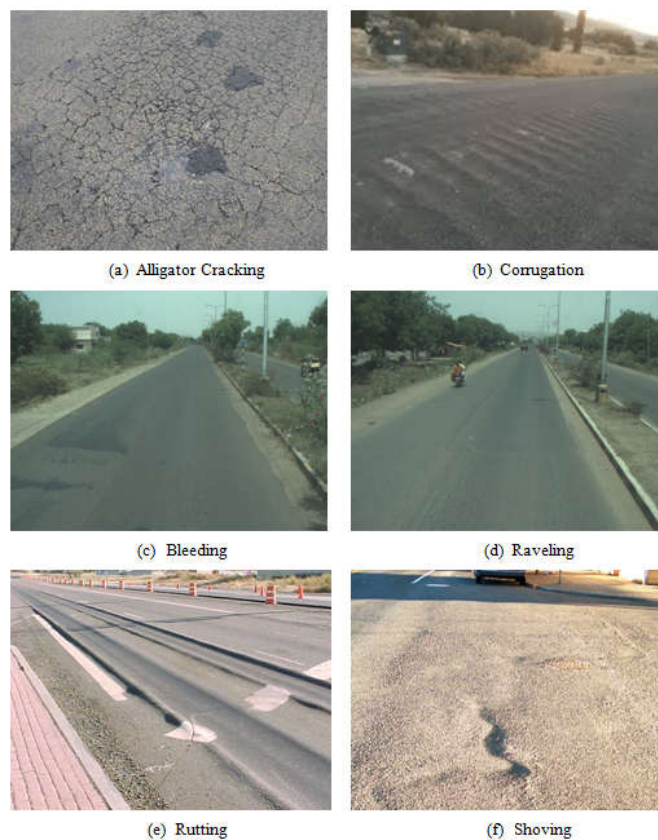 (a) Alligator Cracking
(b) Corrugation
(c) Bleeding
(d) Raveling
(e) Rutting
(f) Shoving